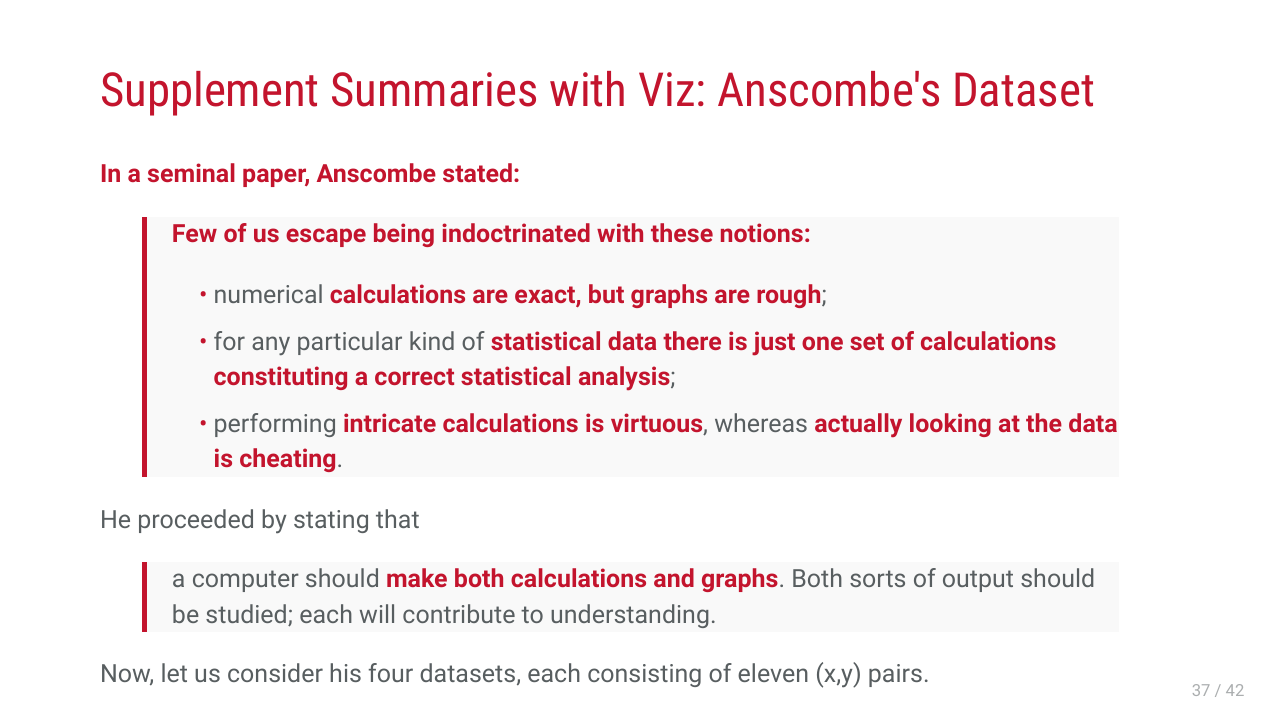 Supplement Summaries with Viz: Anscombe's Dataset
In a seminal paper, Anscombe stated:
Few of us escape being indoctrinated with these notions:
• numerical calculations are exact, but graphs are rough;
• for any particular kind of statistical data there is just one set of calculations
constituting a correct statistical analysis;
• performing intricate calculations is virtuous, whereas actually looking at the data
is cheating.
He proceeded by stating that
a computer should make both calculations and graphs. Both sorts of output should
be studied; each will contribute to understanding.
Now, let us consider his four datasets, each consisting of eleven (x,y) pairs.
37 / 42